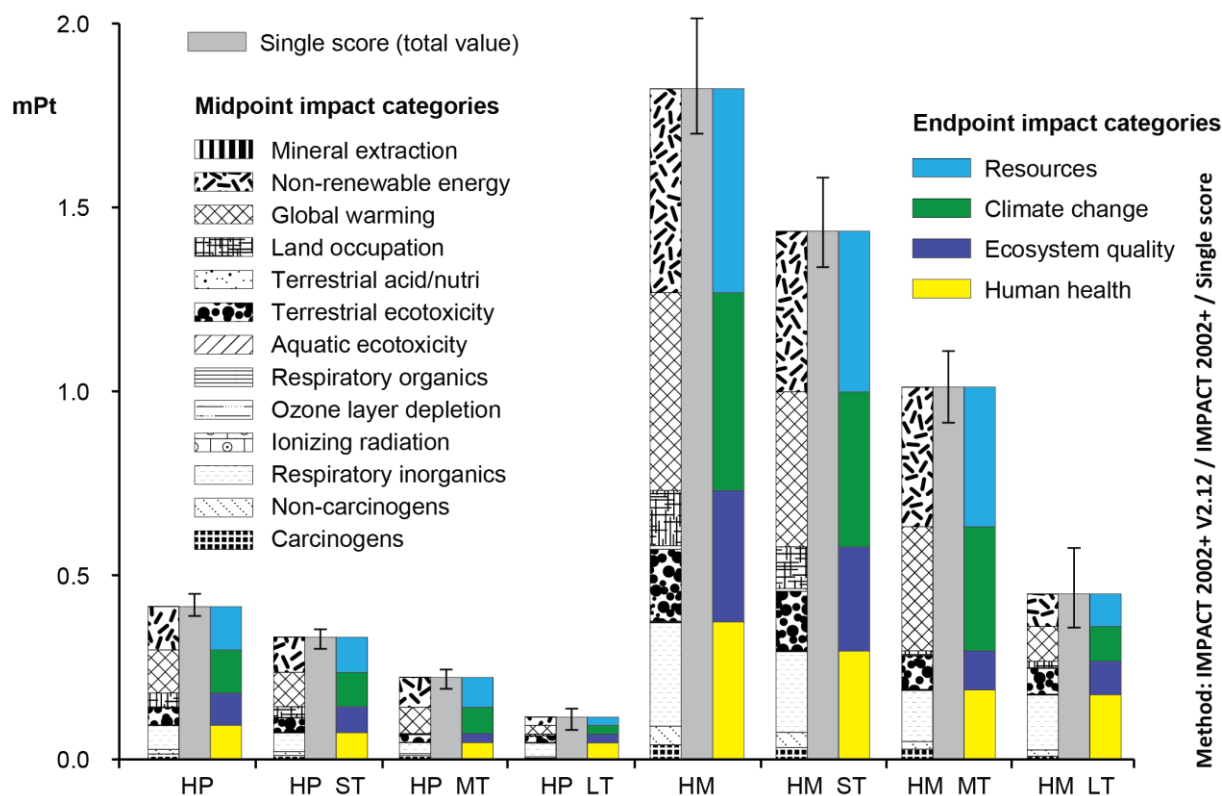 2.0
1.5
1.0
0.5
0.0
mPt
Single score (total value)
Midpoint impact categories
Mineral extraction
Non-renewable energy
Global warming
Land occupation
Terrestrial acid/nutri
Terrestrial ecotoxicity
Aquatic ecotoxicity
Respiratory organics
Ozone layer depletion
Ionizing radiation
Respiratory inorganics
Non-carcinogens
Carcinogens
Endpoint impact categories
Resources
Climate change
Ecosystem quality
Human health
Method: IMPACT 2002+ V2.12 / IMPACT 2002+ / Single score
HP HP ST HP MT HP LT HM HM ST HM MT HM LT